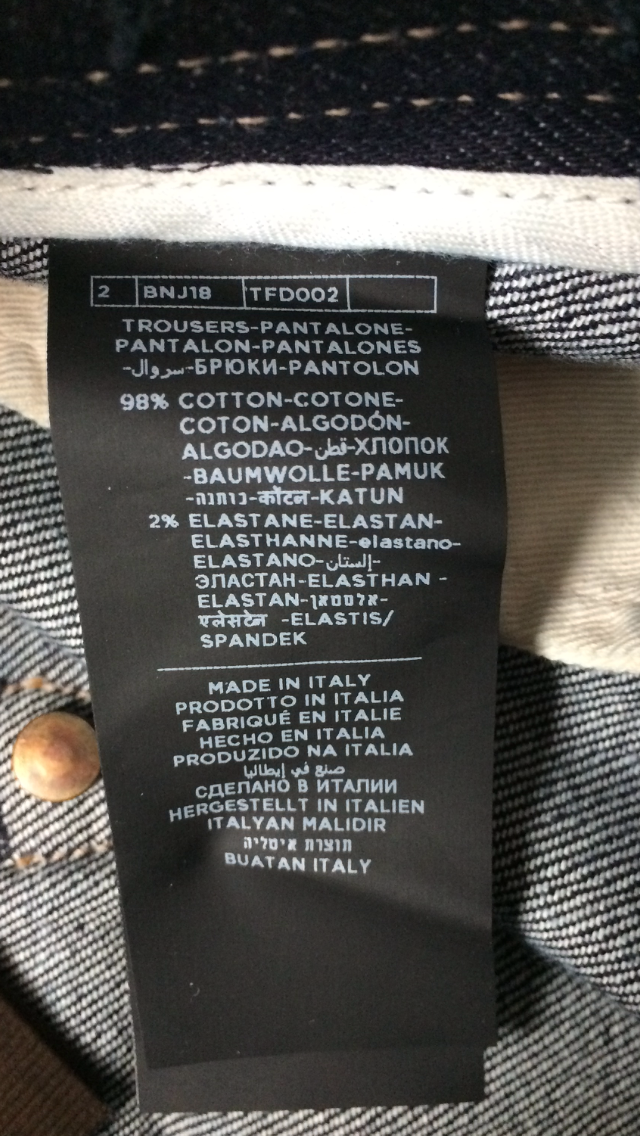 2 BNJ18 TFD002
TROUSERS-PANTALONE-
PANTALON-PANTALONES
-سروال-БРЮКИ-PANTOLON
98% COTTON-COTONE-
COTON-ALGODÓN-
ALGODAO-قطن-ХЛОПОК
-BAUMWOLLE-PAMUK
-כותנה-कॉटन-KATUN
2% ELASTANE-ELASTAN-
ELASTHANNE-elastano-
ELASTANO-إلستان-
ЭЛАСТАН-ELASTHAN -
ELASTAN-אלסטאן-
एलेसटेन -ELASTIS/
SPANDEK
MADE IN ITALY
PRODOTTO IN ITALIA
FABRIQUÉ EN ITALIE
HECHO EN ITALIA
PRODUZIDO NA ITALIA
صنع في إيطاليا
СДЕЛАНО В ИТАЛИИ
HERGESTELLT IN ITALIEN
ITALYAN MALIDIR
תוצרת איטליה
BUATAN ITALY